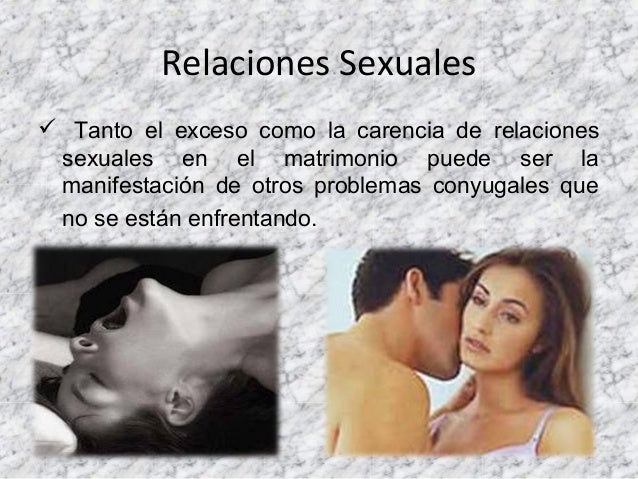 Relaciones Sexuales
✓ Tanto el exceso como la carencia de relaciones
sexuales en el matrimonio puede ser la
manifestación de otros problemas conyugales que
no se están enfrentando.